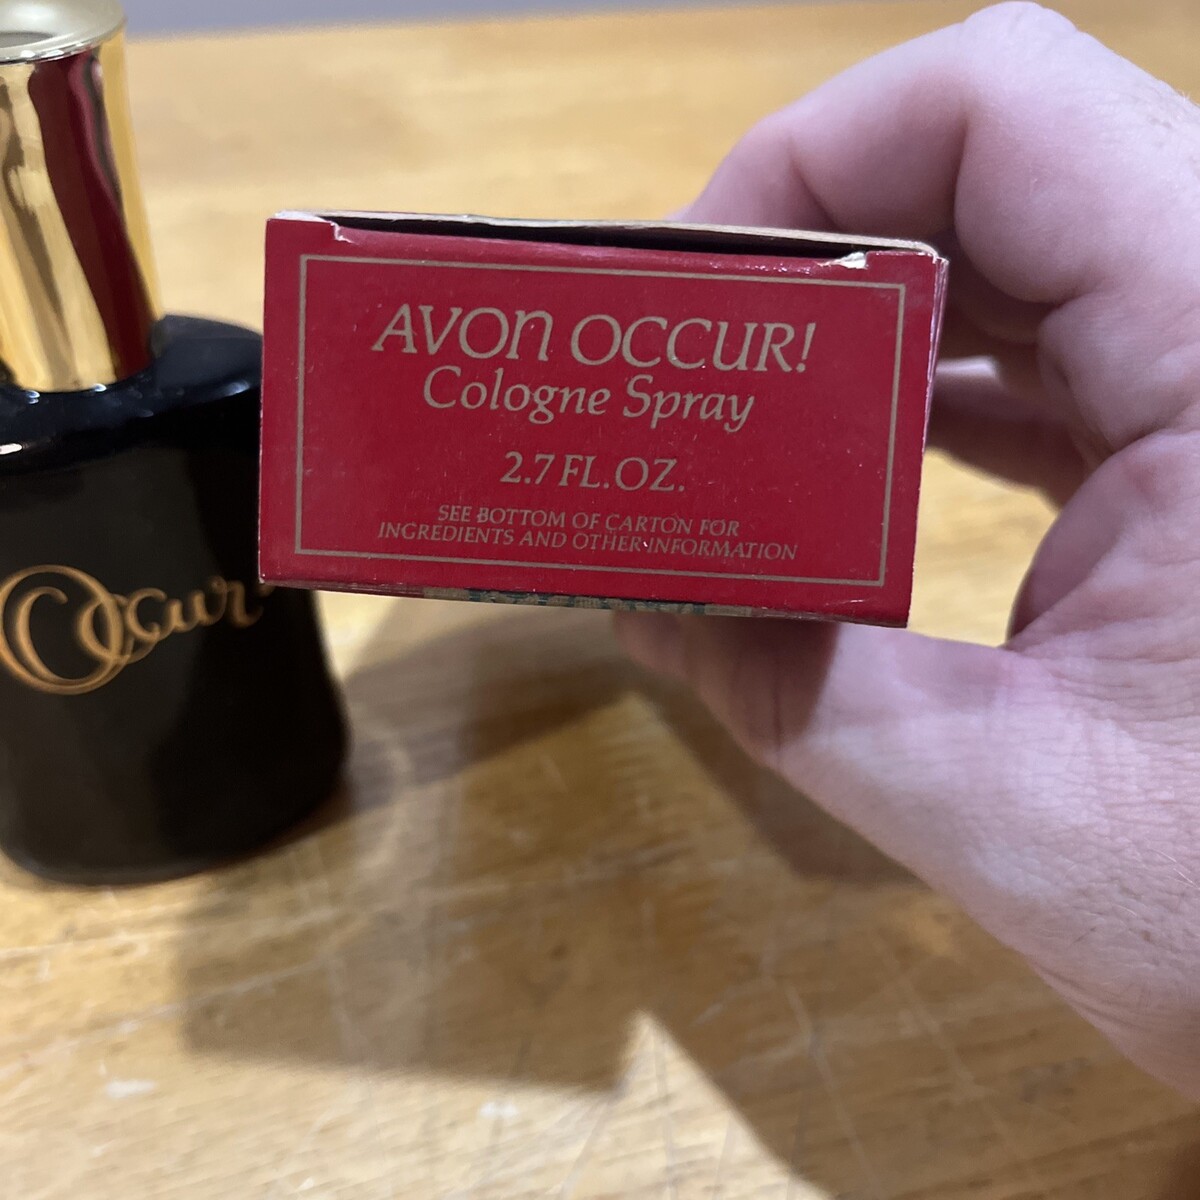 AVON OCCUR!
Cologne Spray
2.7 FL.OZ.
SEE BOTTOM OF CARTON FOR
INGREDIENTS AND OTHER INFORMATION
Occur!